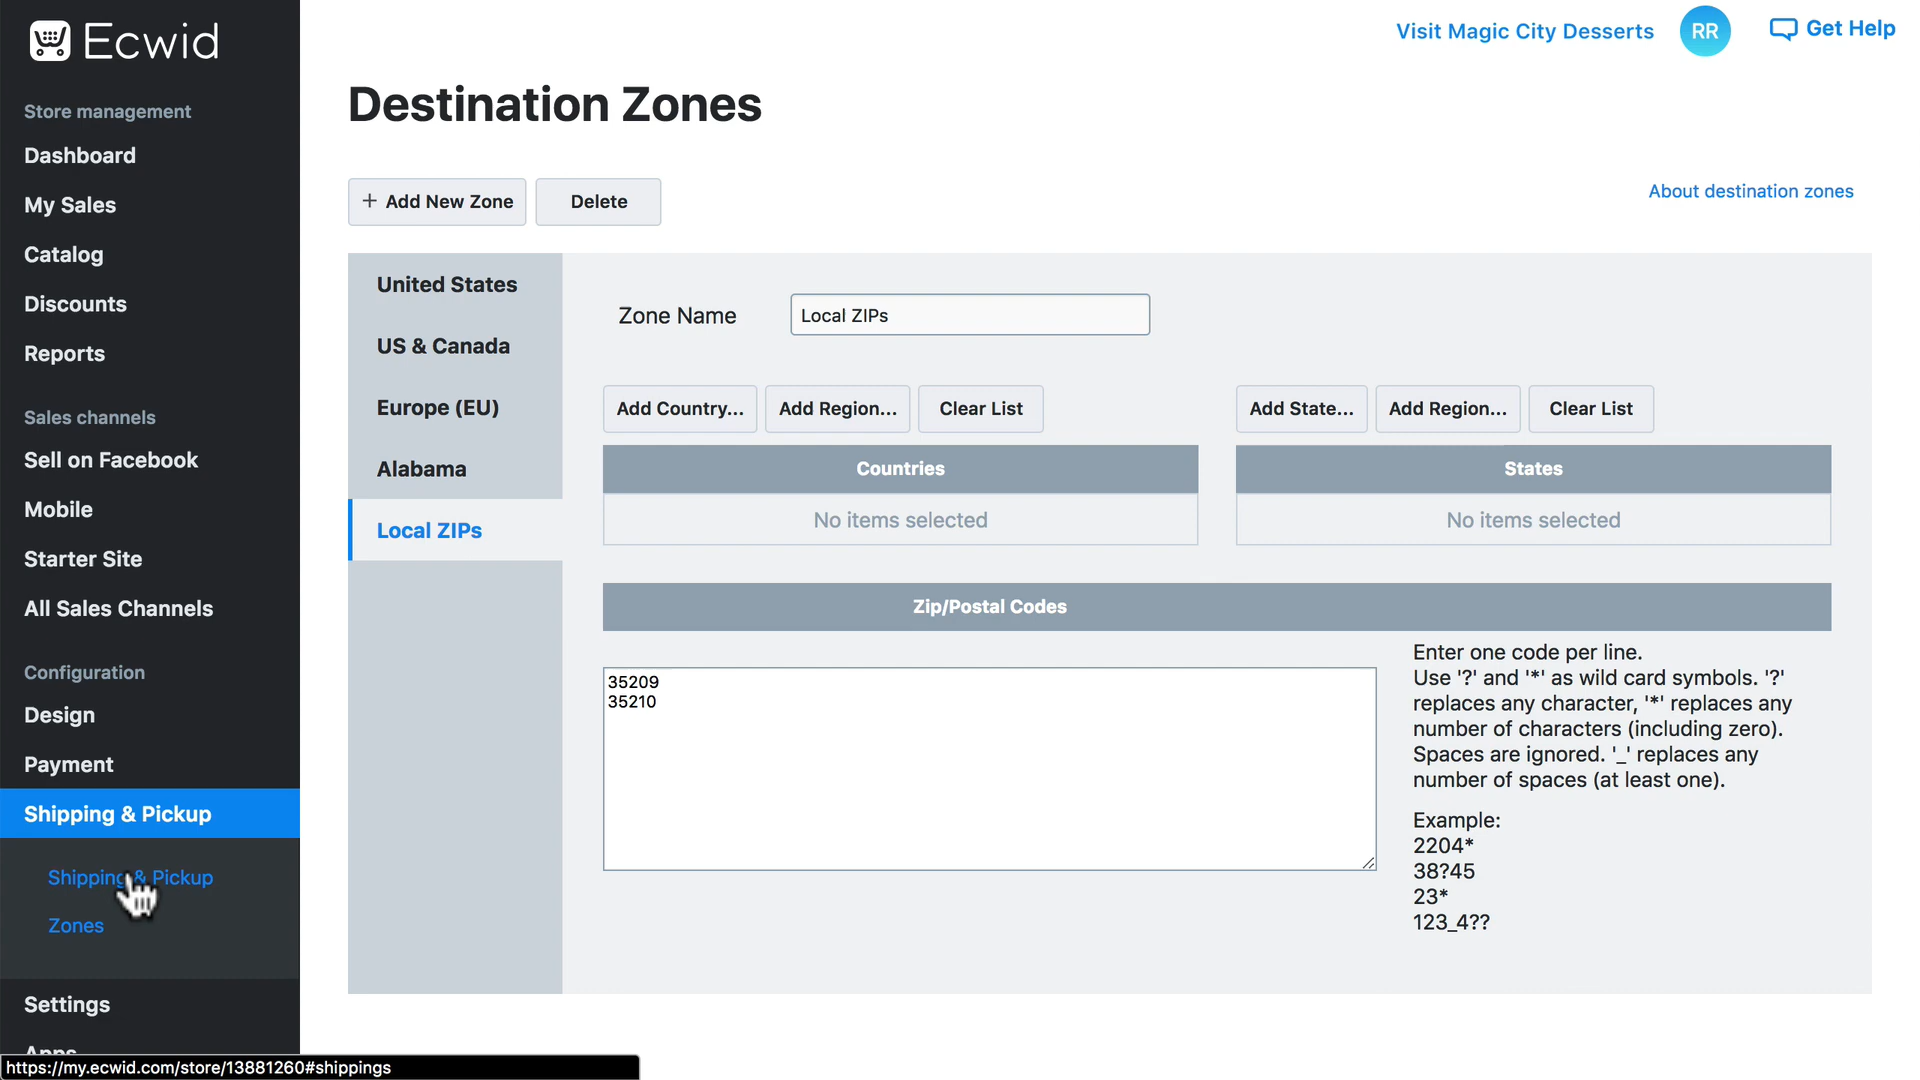 Ecwid
Visit Magic City Desserts
RR
Get Help
Store management
Dashboard
My Sales
Catalog
Discounts
Reports
Sales channels
Sell on Facebook
Mobile
Starter Site
All Sales Channels
Configuration
Design
Payment
Shipping & Pickup
Shipping & Pickup
Zones
Settings
Apps
https://my.ecwid.com/store/13881260#shippings
Destination Zones
+ Add New Zone
Delete
About destination zones
United States
US & Canada
Europe (EU)
Alabama
Local ZIPs
Zone Name
Local ZIPs
Add Country...
Add Region...
Clear List
Add State...
Add Region...
Clear List
Countries
No items selected
States
No items selected
Zip/Postal Codes
35209
35210
Enter one code per line.
Use '?' and '*' as wild card symbols. '?'
replaces any character, '*' replaces any
number of characters (including zero).
Spaces are ignored. '_' replaces any
number of spaces (at least one).
Example:
2204*
38?45
23*
123_4??